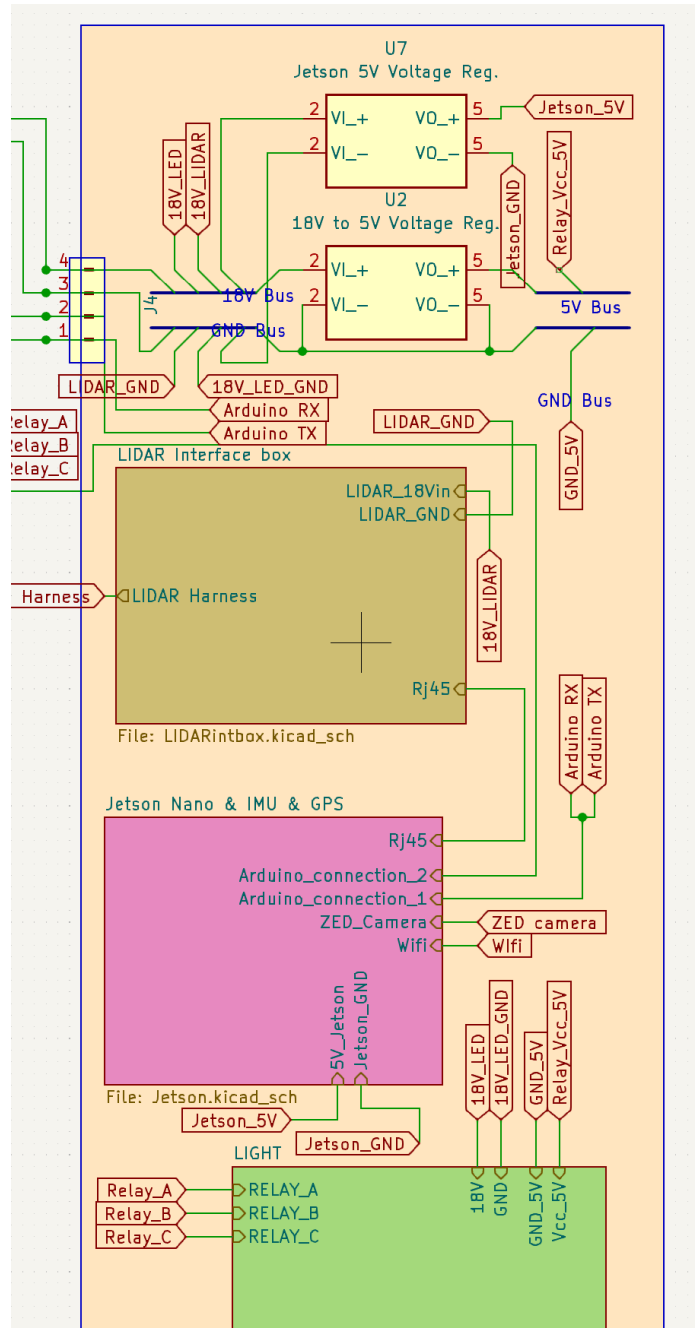 U7
Jetson 5V Voltage Reg.
2 VI_+ VO_+ 5
Jetson_5V
2 VI_- VO_- 5
18V_LED
18V_LIDAR
Jetson_GND
Relay_Vcc_5V
U2
18V to 5V Voltage Reg.
4
3
2
1
J4
2 VI_+ VO_+ 5
2 VI_- VO_- 5
18V Bus
5V Bus
GND Bus
LIDAR_GND
18V_LED_GND
Arduino RX
Arduino TX
GND Bus
LIDAR_GND
GND_5V
Relay_A
Relay_B
Relay_C
LIDAR Interface box
LIDAR_18Vin
LIDAR_GND
18V_LIDAR
Harness
LIDAR Harness
Rj45
File: LIDARintbox.kicad_sch
Arduino RX
Arduino TX
Jetson Nano & IMU & GPS
Rj45
Arduino_connection_2
Arduino_connection_1
ZED_Camera
ZED camera
Wifi
WIfi
5V_Jetson
Jetson_GND
File: Jetson.kicad_sch
Jetson_5V
Jetson_GND
18V_LED
18V_LED_GND
GND_5V
Relay_Vcc_5V
LIGHT
18V
GND
GND_5V
Vcc_5V
Relay_A
RELAY_A
Relay_B
RELAY_B
Relay_C
RELAY_C